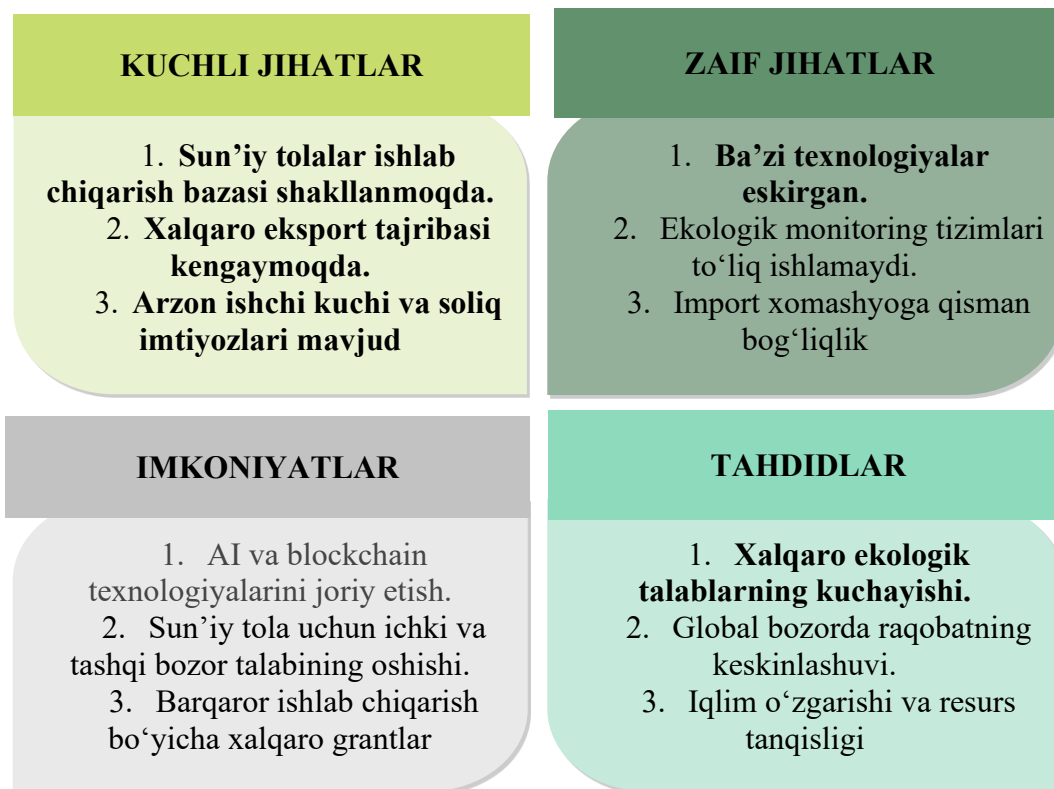 KUCHLI JIHATLAR
1. Sun’iy tolalar ishlab
chiqarish bazasi shakllanmoqda.
2. Xalqaro eksport tajribasi
kengaymoqda.
3. Arzon ishchi kuchi va soliq
imtiyozlari mavjud
ZAIF JIHATLAR
1. Ba’zi texnologiyalar
eskirgan.
2. Ekologik monitoring tizimlari
to‘liq ishlamaydi.
3. Import xomashyoga qisman
bog‘liqlik
IMKONIYATLAR
1. AI va blockchain
texnologiyalarini joriy etish.
2. Sun’iy tola uchun ichki va
tashqi bozor talabining oshishi.
3. Barqaror ishlab chiqarish
bo‘yicha xalqaro grantlar
TAHDIDLAR
1. Xalqaro ekologik
talablarning kuchayishi.
2. Global bozorda raqobatning
keskinlashuvi.
3. Iqlim o‘zgarishi va resurs
tanqisligi